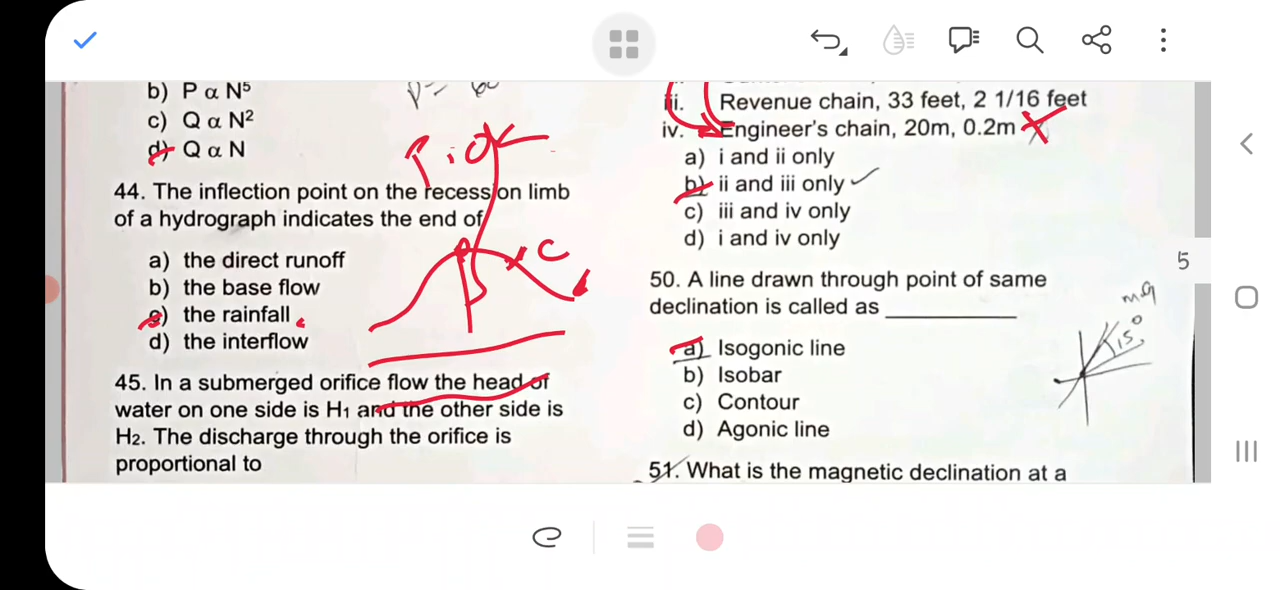 b) P α N⁵
c) Q α N²
d) Q α N
44. The inflection point on the recession limb
of a hydrograph indicates the end of
a) the direct runoff
b) the base flow
c) the rainfall
d) the interflow
45. In a submerged orifice flow the head of
water on one side is H₁ and the other side is
H₂. The discharge through the orifice is
proportional to
P
C
iii. Revenue chain, 33 feet, 2 1/16 feet
iv. Engineer's chain, 20m, 0.2m
a) i and ii only
b) ii and iii only
c) iii and iv only
d) i and iv only
50. A line drawn through point of same
declination is called as
a) Isogonic line
b) Isobar
c) Contour
d) Agonic line
15°
51. What is the magnetic declination at a
5